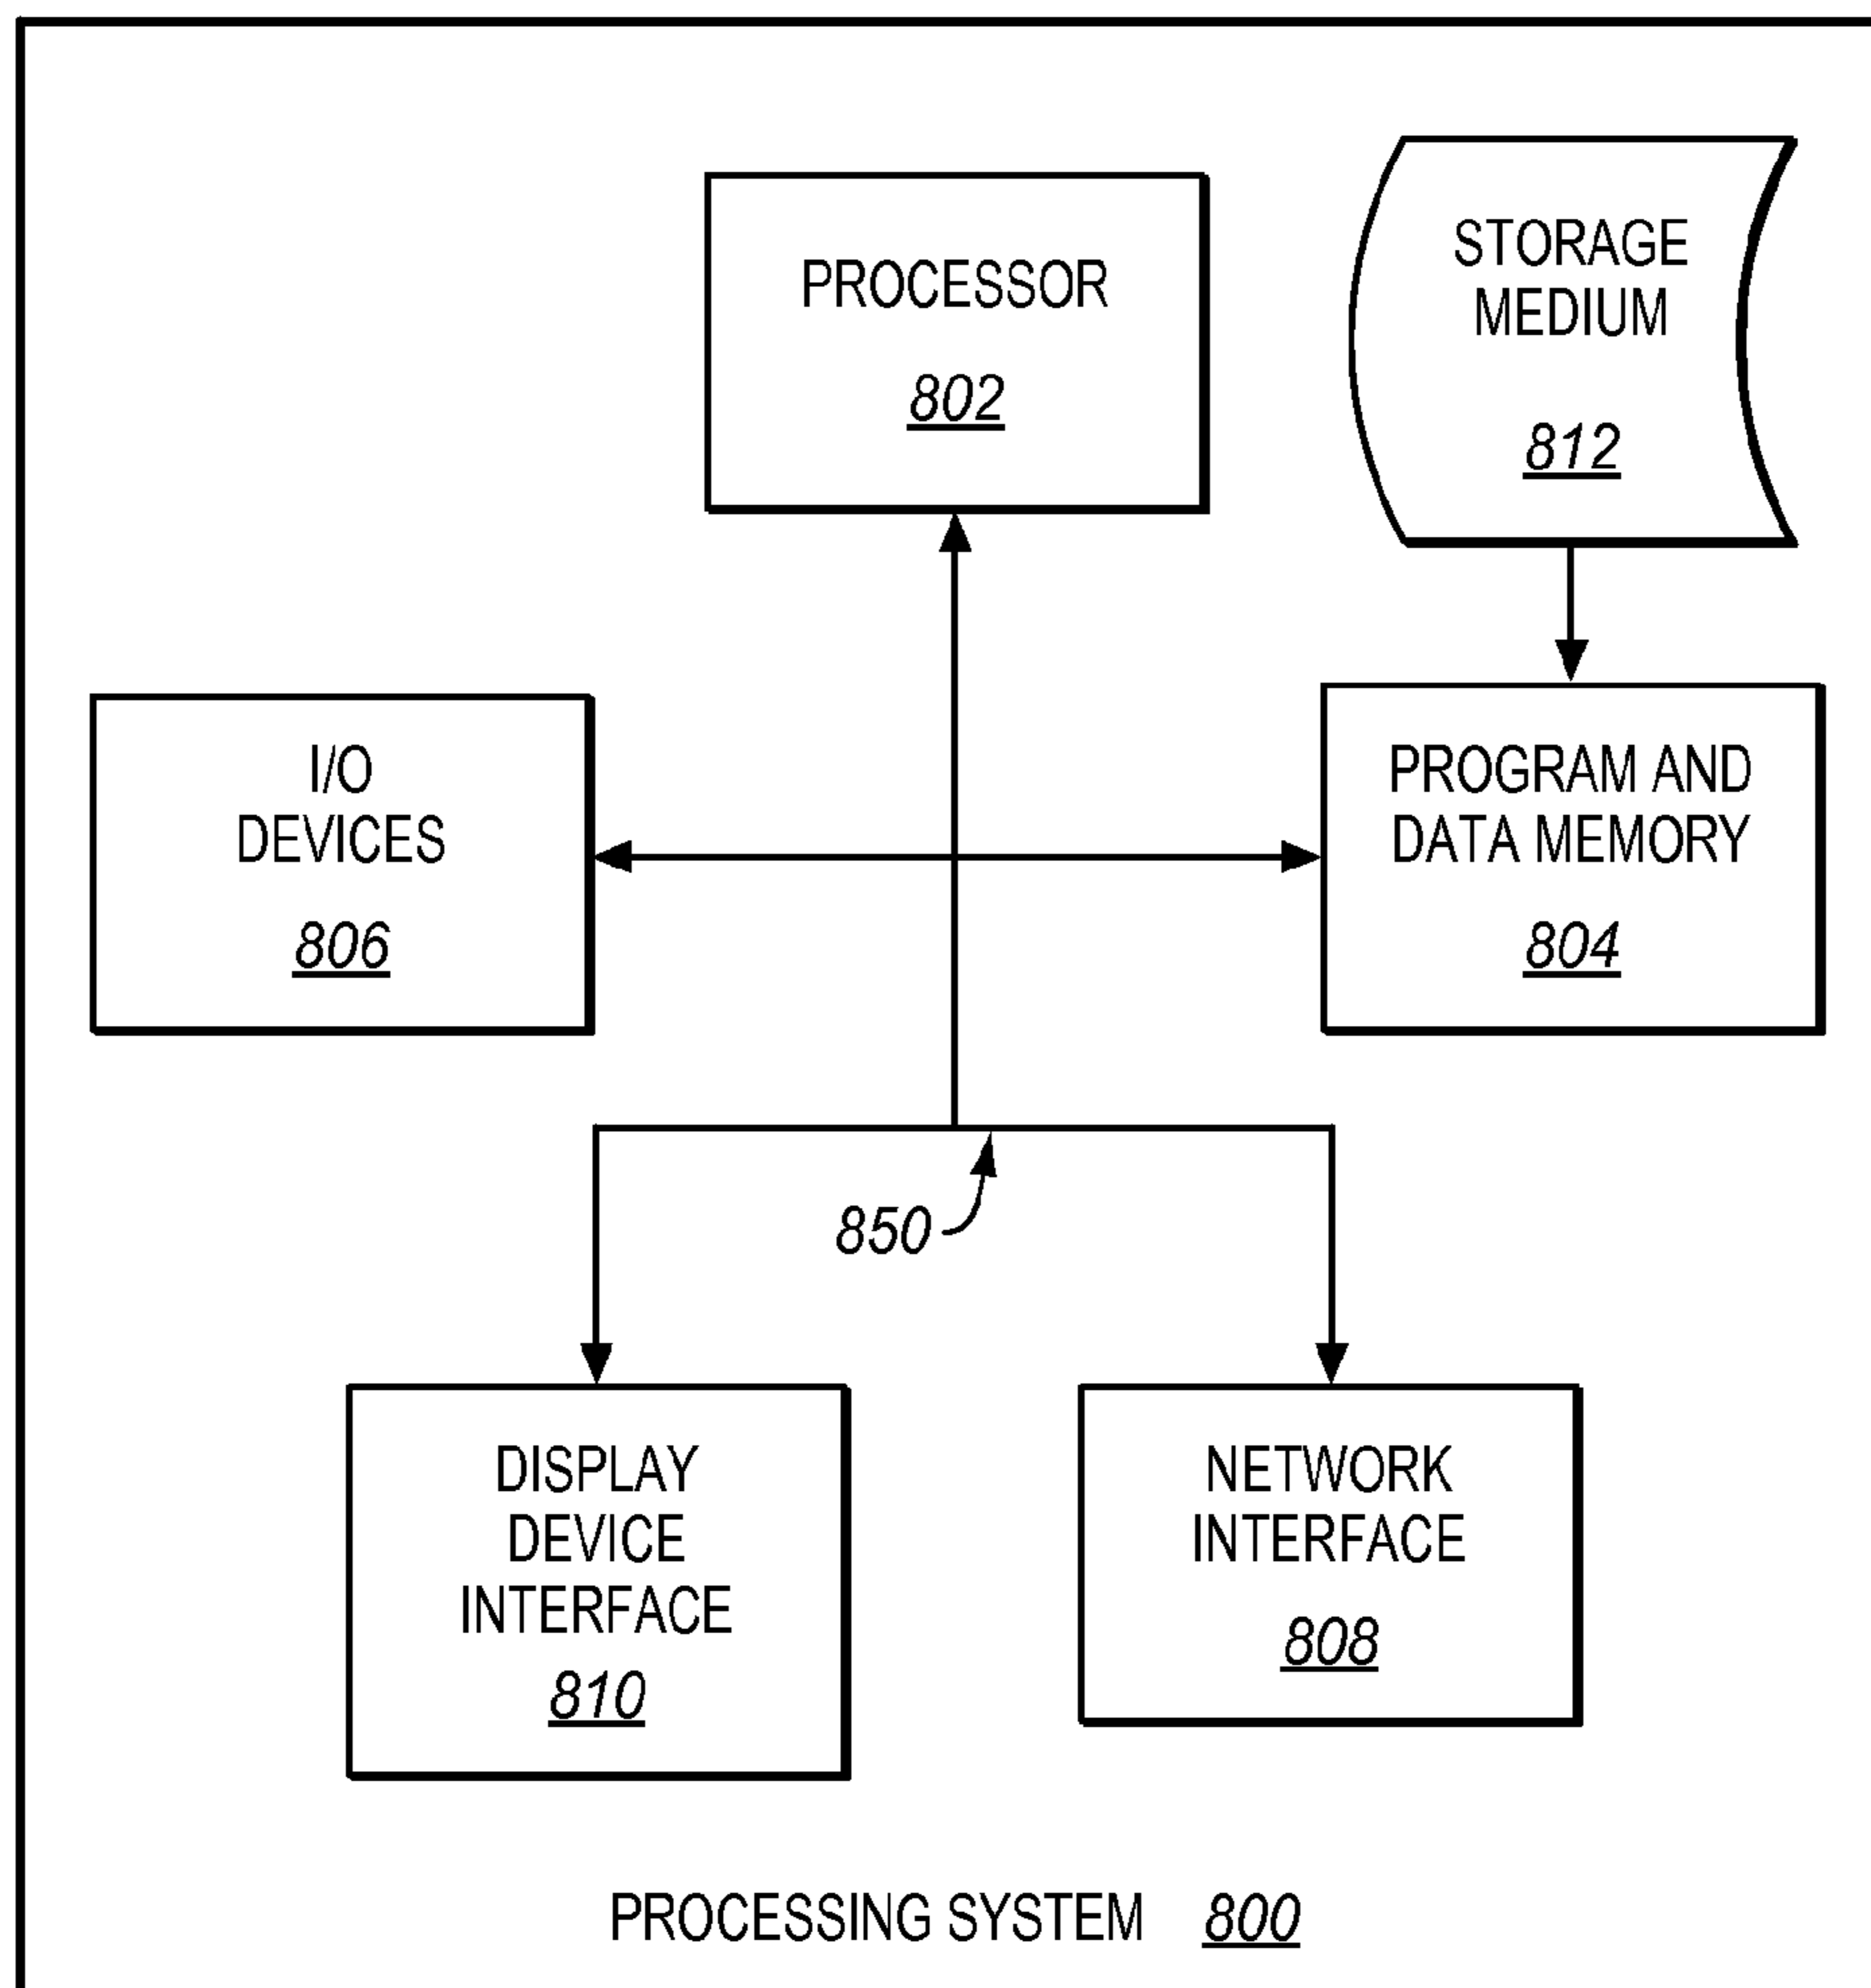 PROCESSOR
802
STORAGE
MEDIUM
812
I/O
DEVICES
806
PROGRAM AND
DATA MEMORY
804
850
DISPLAY
DEVICE
INTERFACE
810
NETWORK
INTERFACE
808
PROCESSING SYSTEM 800